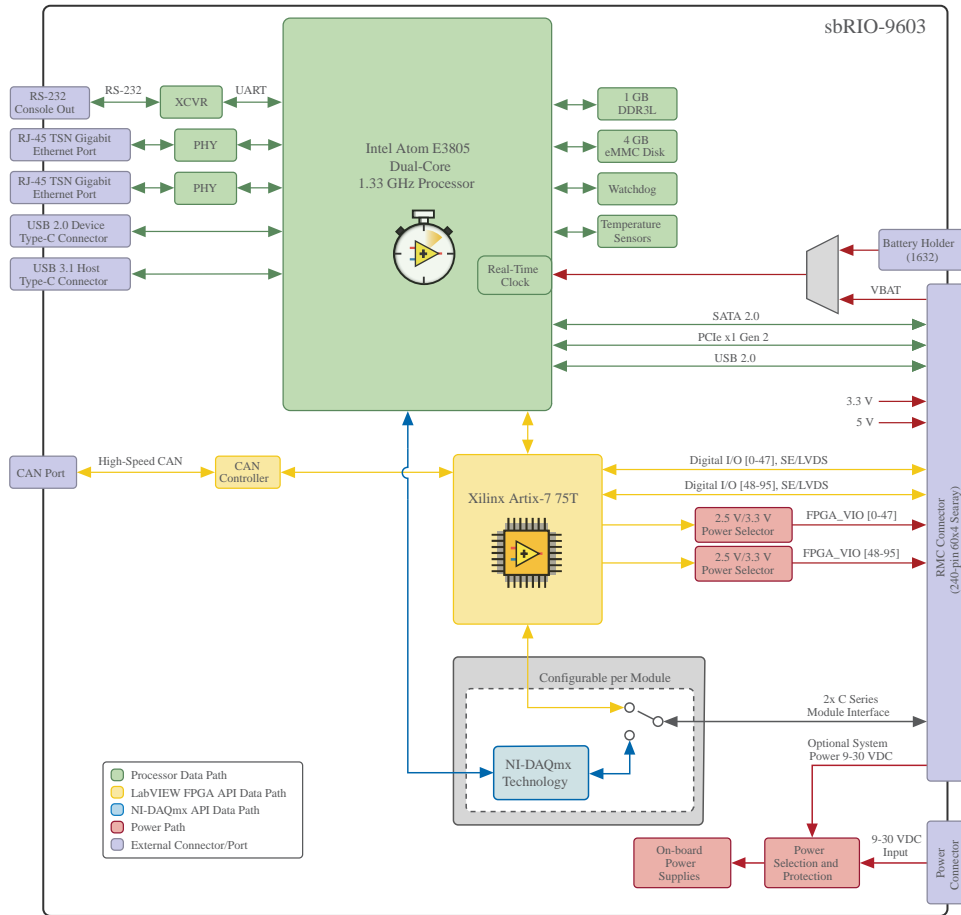 sbRIO-9603
RS-232
Console Out
RS-232
XCVR
UART
RJ-45 TSN Gigabit
Ethernet Port
PHY
RJ-45 TSN Gigabit
Ethernet Port
PHY
USB 2.0 Device
Type-C Connector
USB 3.1 Host
Type-C Connector
Intel Atom E3805
Dual-Core
1.33 GHz Processor
1 GB
DDR3L
4 GB
eMMC Disk
Watchdog
Temperature
Sensors
Real-Time
Clock
Battery Holder
(1632)
VBAT
SATA 2.0
PCIe x1 Gen 2
USB 2.0
3.3 V
5 V
CAN Port
High-Speed CAN
CAN
Controller
Xilinx Artix-7 75T
Digital I/O [0-47], SE/LVDS
Digital I/O [48-95], SE/LVDS
2.5 V/3.3 V
Power Selector
FPGA_VIO [0-47]
2.5 V/3.3 V
Power Selector
FPGA_VIO [48-95]
RMC Connector
(240-pin 60x4 Searay)
Configurable per Module
NI-DAQmx
Technology
2x C Series
Module Interface
Optional System
Power 9-30 VDC
9-30 VDC
Input
Power
Connector
Power
Selection and
Protection
On-board
Power
Supplies
Processor Data Path
LabVIEW FPGA API Data Path
NI-DAQmx API Data Path
Power Path
External Connector/Port